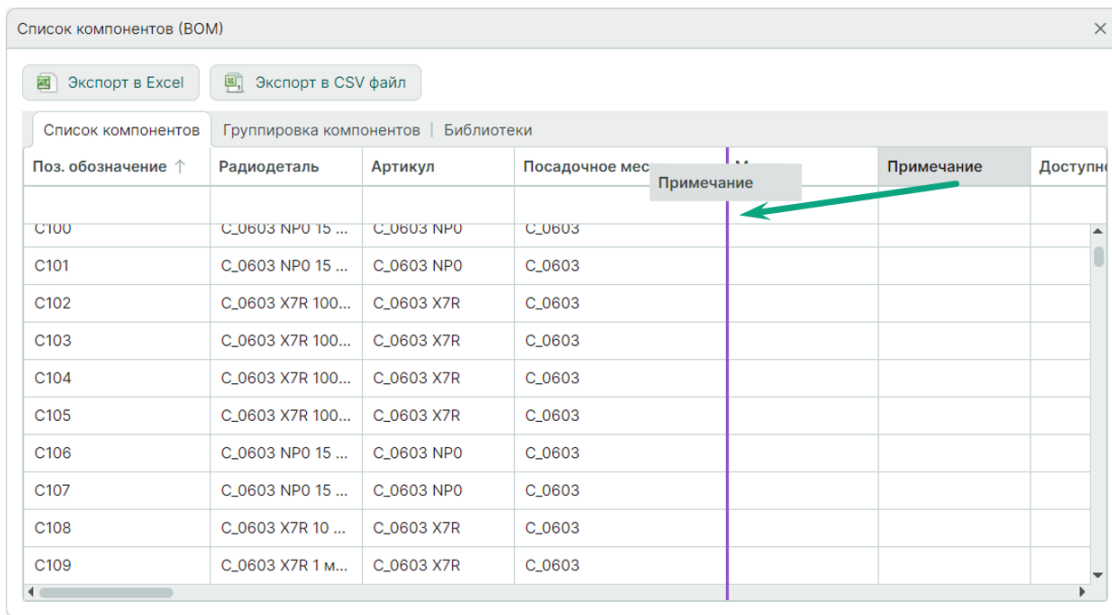 Список компонентов (BOM)
Экспорт в Excel Экспорт в CSV файл
Список компонентов Группировка компонентов | Библиотеки
Поз. обозначение ↑ Радиодеталь Артикул Посадочное мес Примечание Доступн
Примечание
C100 C_0603 NP0 15 ... C_0603 NP0 C_0603
C101 C_0603 NP0 15 ... C_0603 NP0 C_0603
C102 C_0603 X7R 100... C_0603 X7R C_0603
C103 C_0603 X7R 100... C_0603 X7R C_0603
C104 C_0603 X7R 100... C_0603 X7R C_0603
C105 C_0603 X7R 100... C_0603 X7R C_0603
C106 C_0603 NP0 15 ... C_0603 NP0 C_0603
C107 C_0603 NP0 15 ... C_0603 NP0 C_0603
C108 C_0603 X7R 10 ... C_0603 X7R C_0603
C109 C_0603 X7R 1 м... C_0603 X7R C_0603